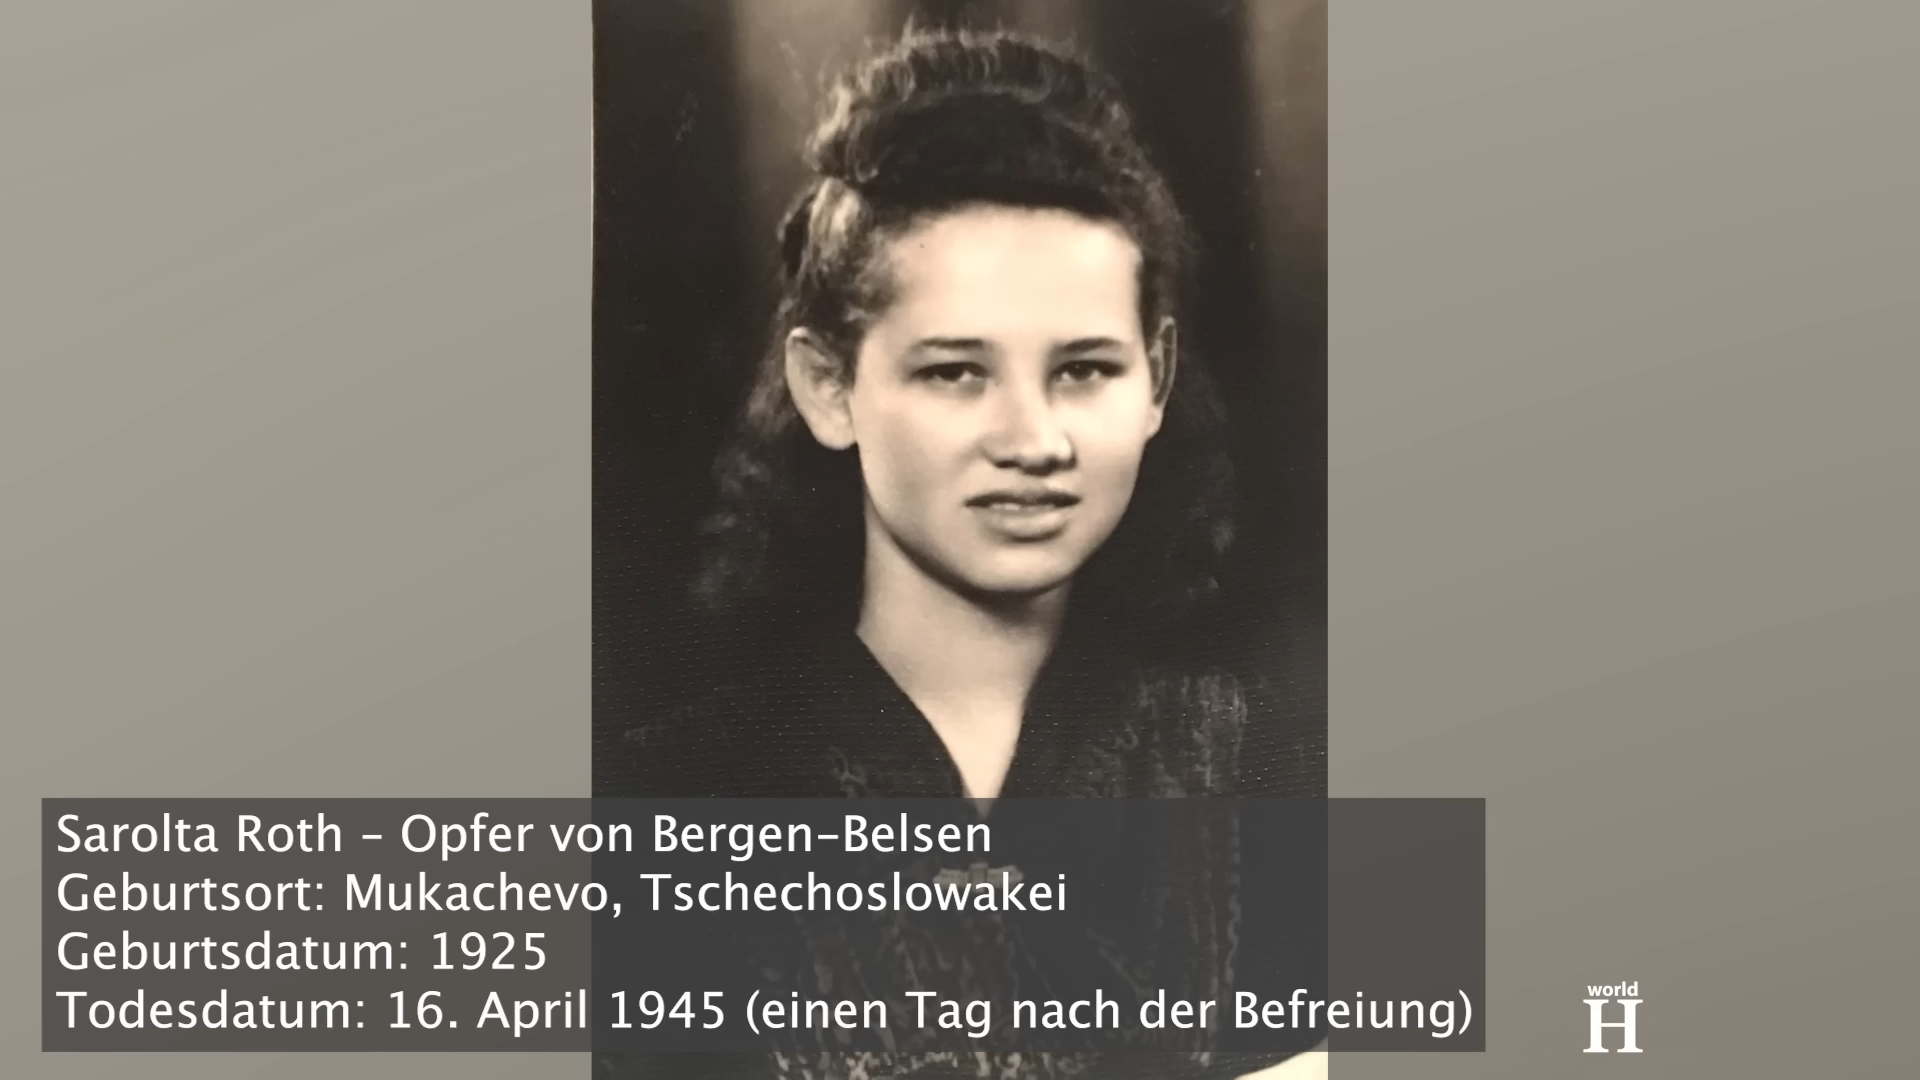 Sarolta Roth – Opfer von Bergen-Belsen
Geburtsort: Mukachevo, Tschechoslowakei
Geburtsdatum: 1925
Todesdatum: 16. April 1945 (einen Tag nach der Befreiung)
world
H